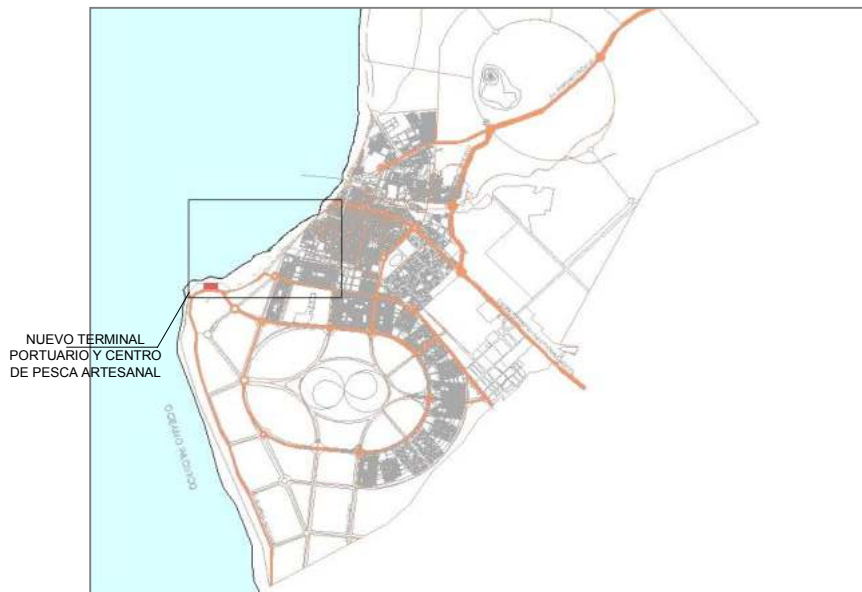 NUEVO TERMINAL
PORTUARIO Y CENTRO
DE PESCA ARTESANAL
OCEANO PACIFICO